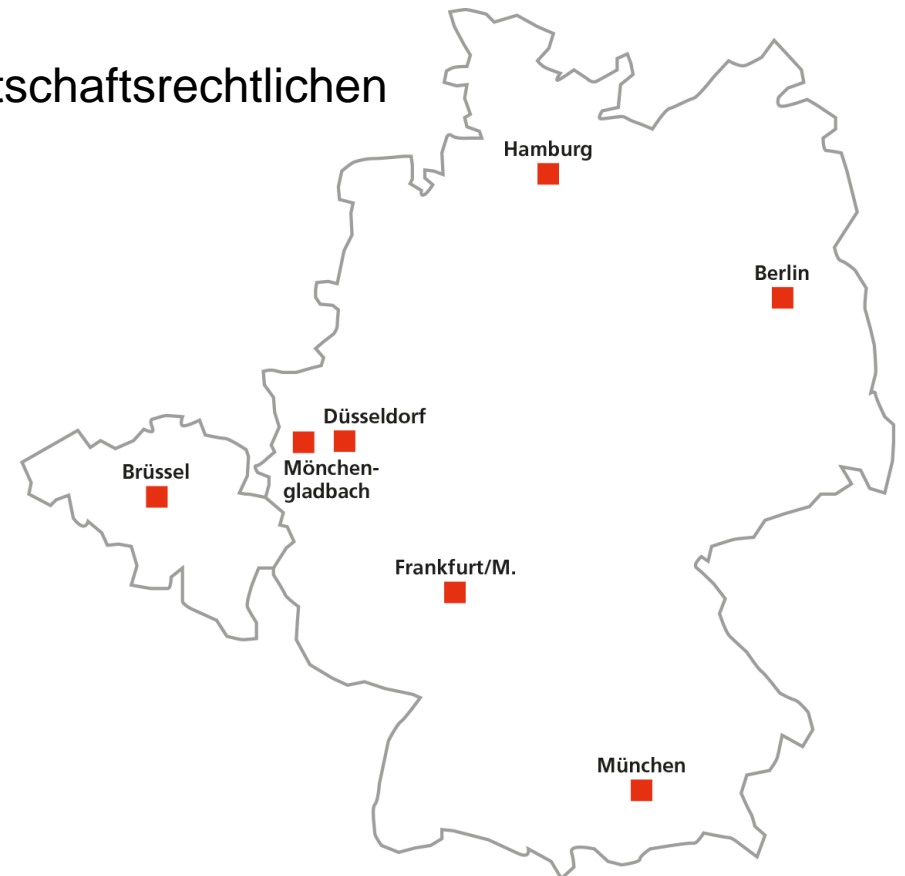 tschaftsrechtlichen
Hamburg
Berlin
Düsseldorf
Mönchen-
gladbach
Brüssel
Frankfurt/M.
München